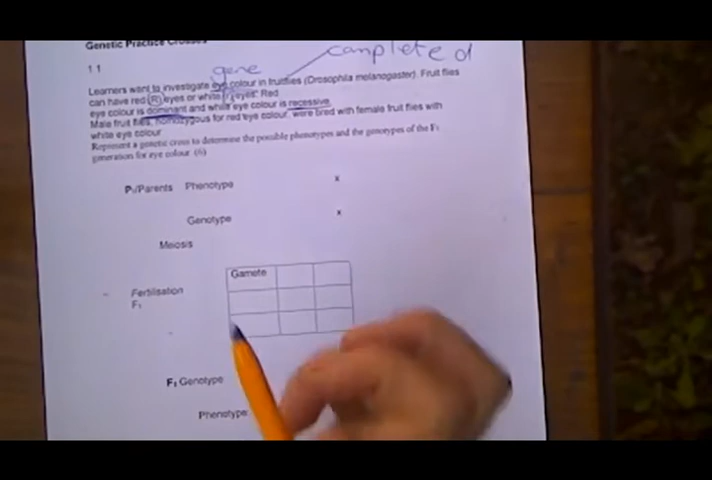 Genetic Practice Crosses
complete d
gene
1.1
Learners want to investigate eye colour in fruitflies (Drosophila melanogaster). Fruit flies
can have red (R) eyes or white (r) eyes. Red
eye colour is dominant and white eye colour is recessive.
Male fruit flies, homozygous for red eye colour, were bred with female fruit flies with
white eye colour
Represent a genetic cross to determine the possible phenotypes and the genotypes of the F₁
generation for eye colour. (6)
P₁/Parents Phenotype x
Genotype x
Meiosis
Gamete
Fertilisation
F₁
F₁ Genotype
Phenotype